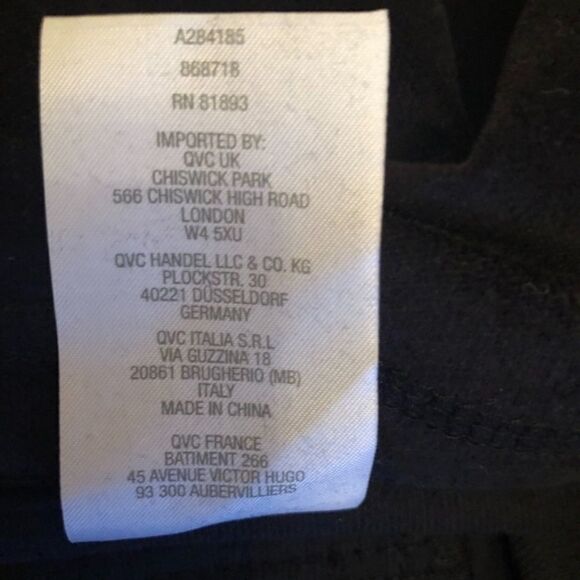 A284185
868718
RN 81893
IMPORTED BY:
QVC UK
CHISWICK PARK
566 CHISWICK HIGH ROAD
LONDON
W4 5XU
QVC HANDEL LLC & CO. KG
PLOCKSTR. 30
40221 DÜSSELDORF
GERMANY
QVC ITALIA S.R.L
VIA GUZZINA 18
20861 BRUGHERIO (MB)
ITALY
MADE IN CHINA
QVC FRANCE
BATIMENT 266
45 AVENUE VICTOR HUGO
93 300 AUBERVILLIERS